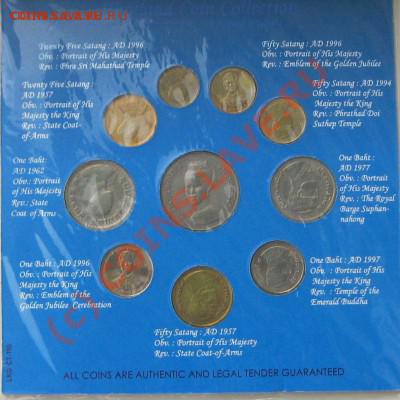 Twenty Five Satang : AD 1996
Obv. : Portrait of His Majesty
Rev. : Phra Sri Mahathad Temple
Fifty Satang : AD 1996
Obv. : Portrait of His Majesty
Rev. : Emblem of the Golden Jubilee
Twenty Five Satang :
AD 1957
Obv. : Portrait of His
Majesty the King
Rev. : State Coat-
of-Arms
Fifty Satang : AD 1994
Obv. : Portrait of His
Majesty the King
Rev. : Phrathad Doi
Suthep Temple
One Baht :
AD 1962
Obv. : Portrait
of His Majesty
Rev. : State
Coat of Arms
One Baht : AD 1977
Obv. : Portrait
of His Majesty
Rev. : The Royal
Barge Suphan-
nahong
One Baht : AD 1996
Obv. : Portrait of His
Majesty the King
Rev. : Emblem of the
Golden Jubilee Cerebration
One Baht : AD 1997
Obv. : Portrait of His
Majesty the King
Rev. : Temple of the
Emerald Buddha
Fifty Satang : AD 1957
Obv. : Portrait of His Majesty
Rev. : State Coat-of-Arms
ALL COINS ARE AUTHENTIC AND LEGAL TENDER GUARANTEED